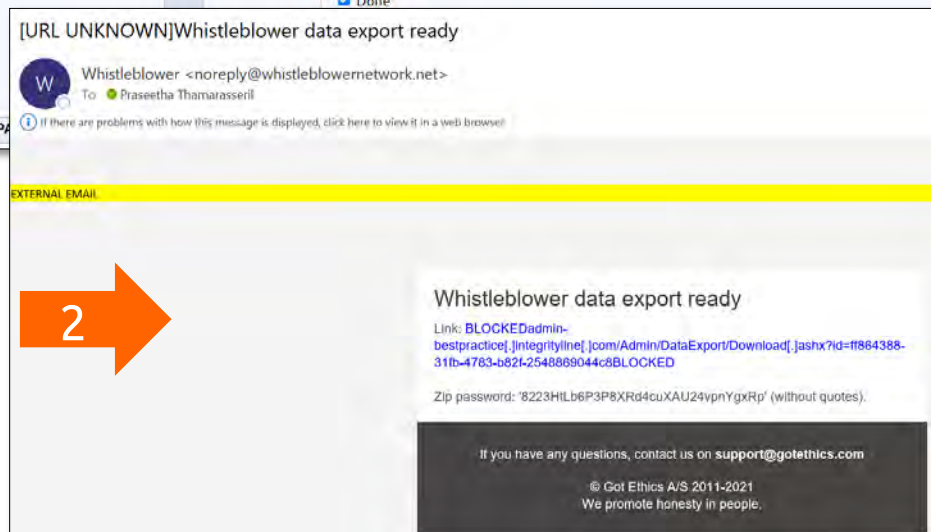 Done
[URL UNKNOWN]Whistleblower data export ready
W
Whistleblower <noreply@whistleblowernetwork.net>
To Praseetha Thamarasseril
If there are problems with how this message is displayed, click here to view it in a web browser.
EXTERNAL EMAIL
2
Whistleblower data export ready
Link: BLOCKEDadmin-
bestpractice[.]integrityline[.]com/Admin/DataExport/Download[.]ashx?id=ff864388-
31fb-4783-b82f-2548869044c8BLOCKED
Zip password: '8223HtLb6P3P8XRd4cuXAU24vpnYgxRp' (without quotes).
If you have any questions, contact us on support@gotethics.com
© Got Ethics A/S 2011-2021
We promote honesty in people.